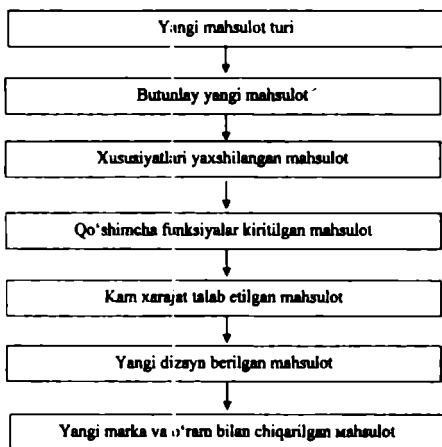 Yangi mahsulot turi
Butunlay yangi mahsulot
Xususiyatlari yaxshilangan mahsulot
Qo‘shimcha funksiyalar kiritilgan mahsulot
Kam xarajat talab etilgan mahsulot
Yangi dizayn berilgan mahsulot
Yangi marka va o‘ram bilan chiqarilgan mahsulot